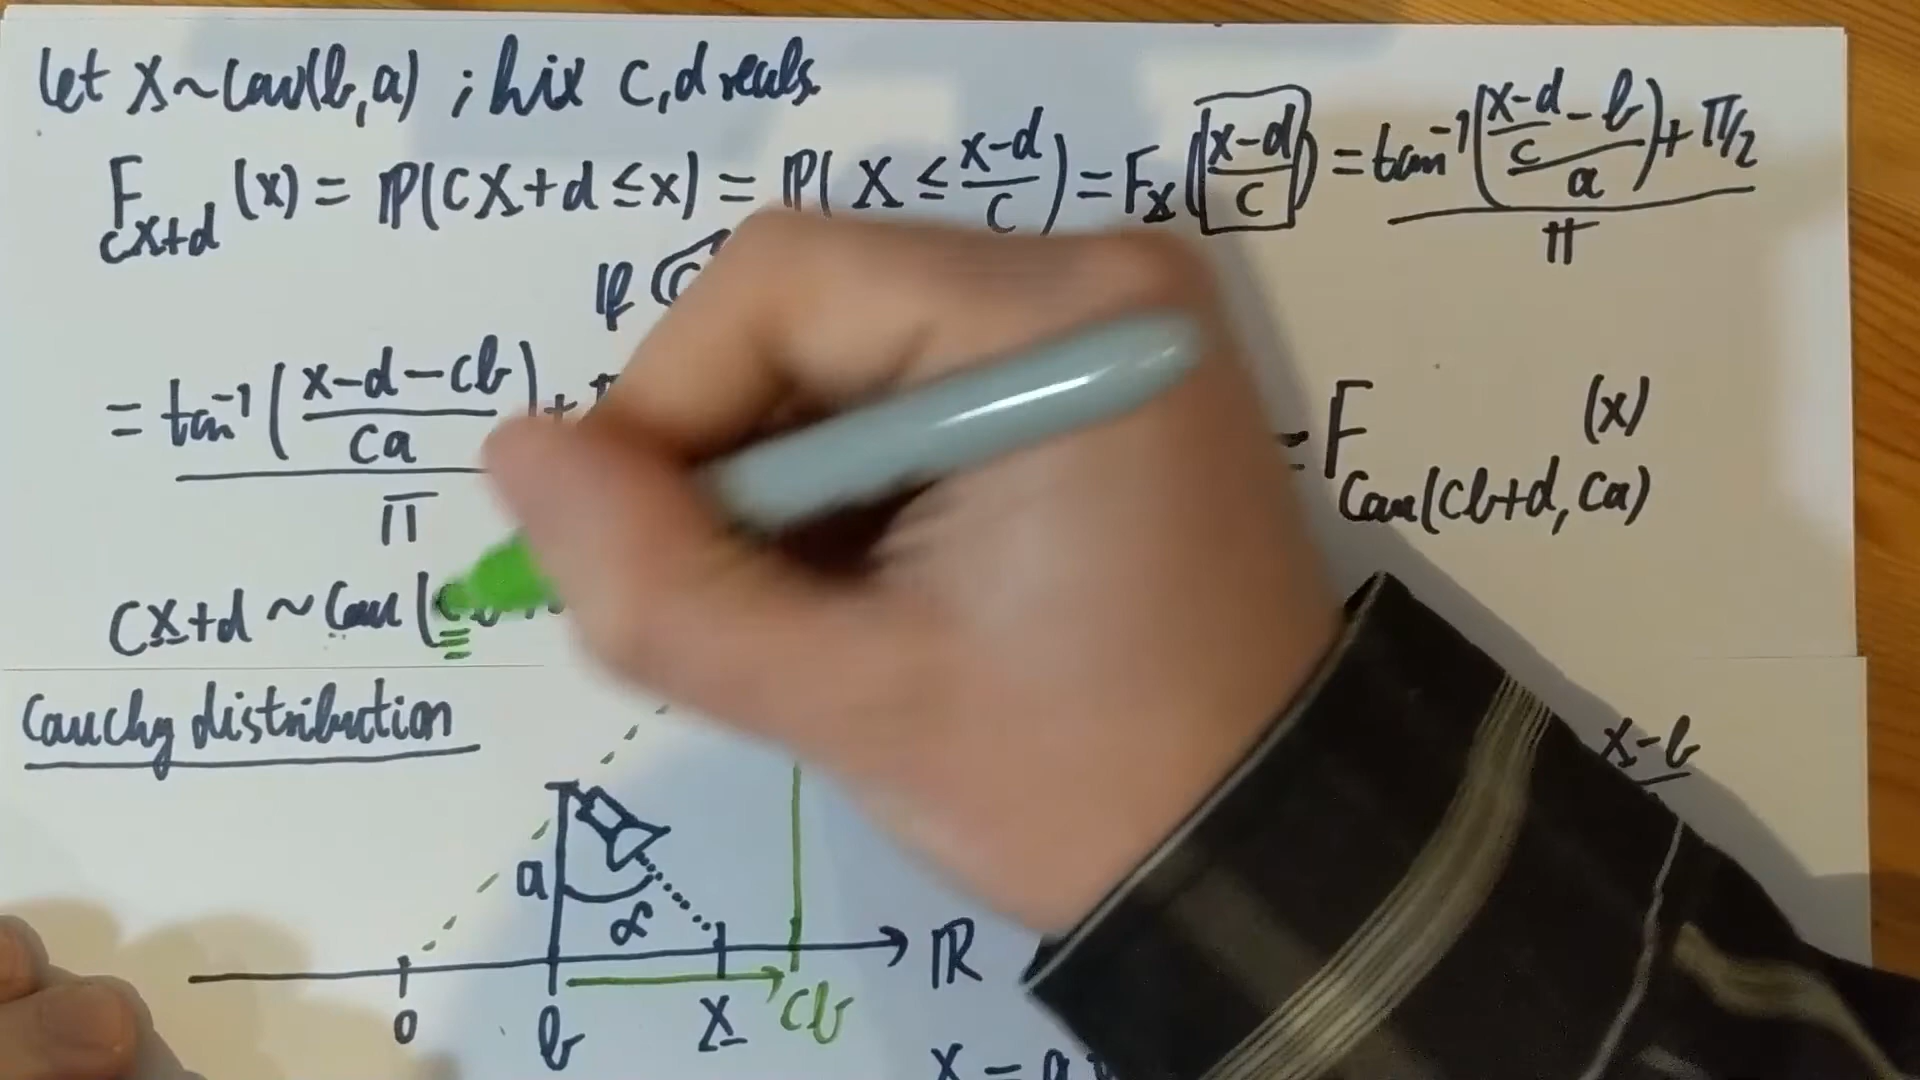 Let X~Cau(b,a) ; fix c,d reals.
F_{cX+d}(x) = ℙ(cX+d ≤ x) = ℙ(X ≤ (x-d)/c) = F_X((x-d)/c) = (tan⁻¹(((x-d)/c - b)/a) + π/2)/π
if
= tan⁻¹((x-d-cb)/(ca)) +
π
= F_{Cau(cb+d, ca)}(x)
cX+d ~ Cau(
Cauchy distribution
x-b
a
α
ℝ
0
b
X
cb